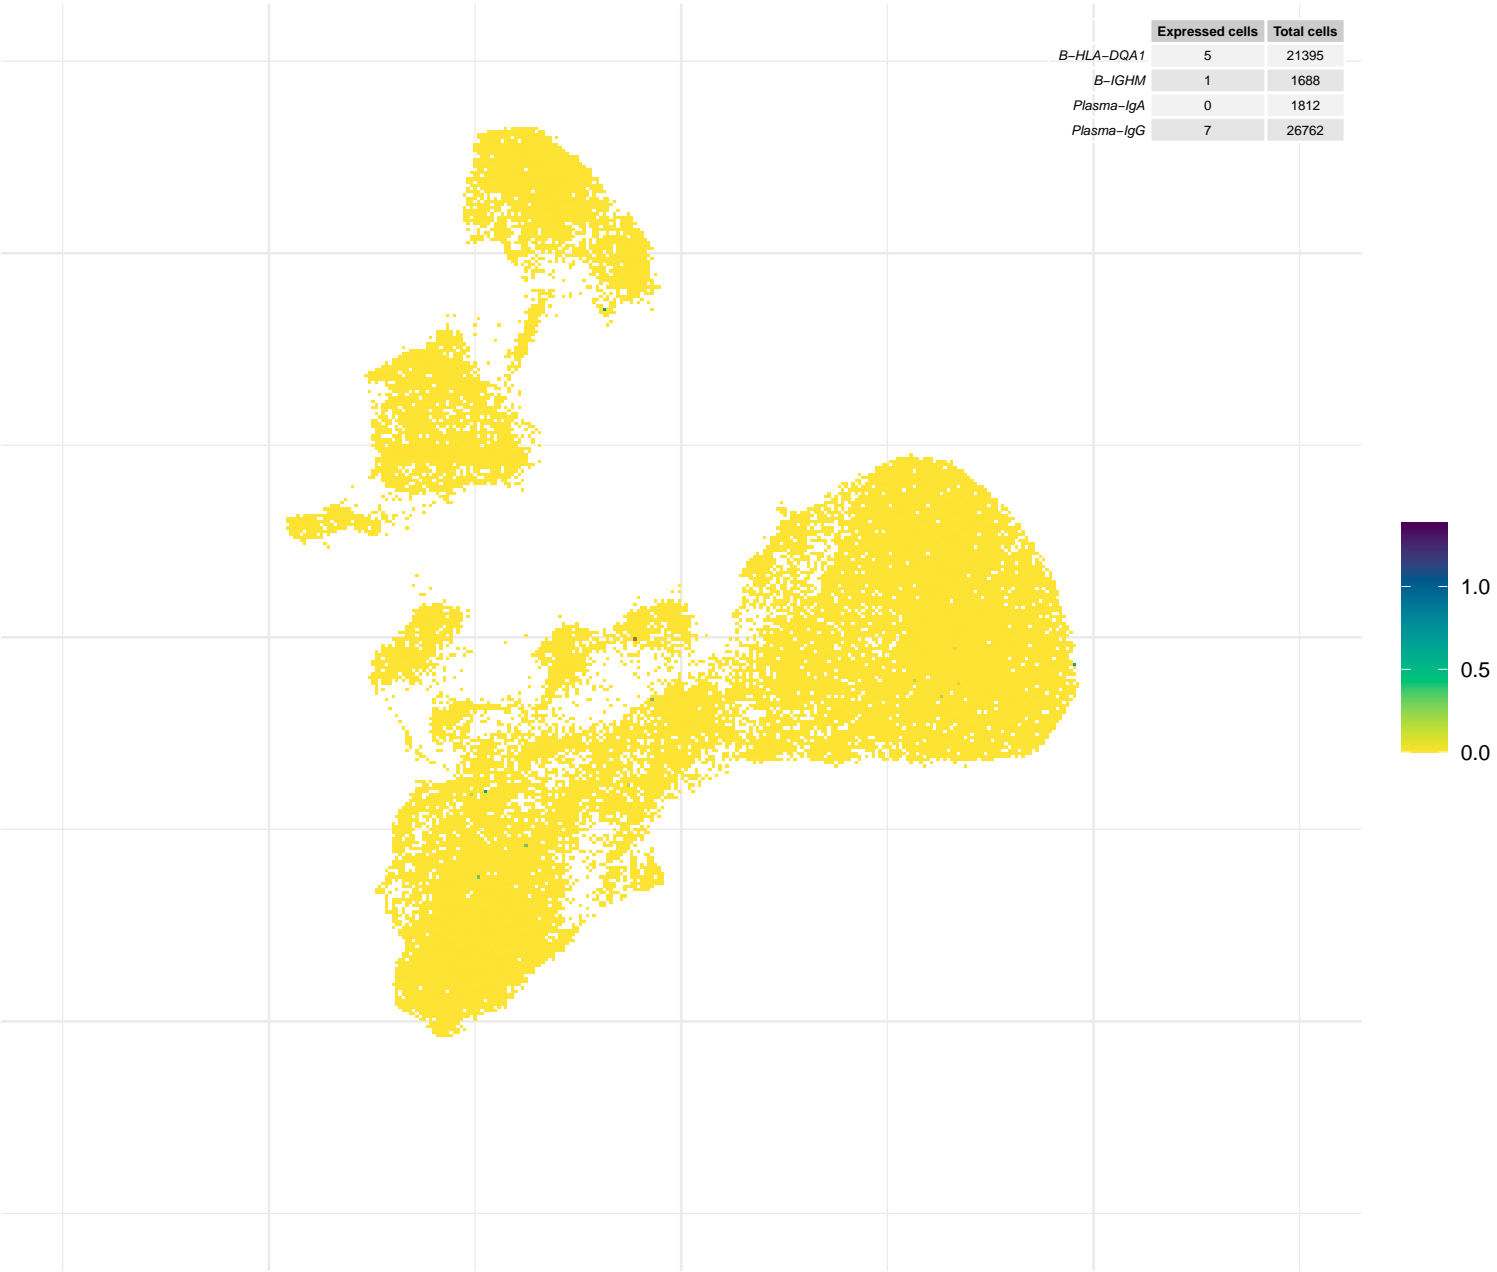 Expressed cells Total cells
B−HLA−DQA1 5 21395
B−IGHM 1 1688
Plasma−IgA 0 1812
Plasma−IgG 7 26762
1.0
0.5
0.0